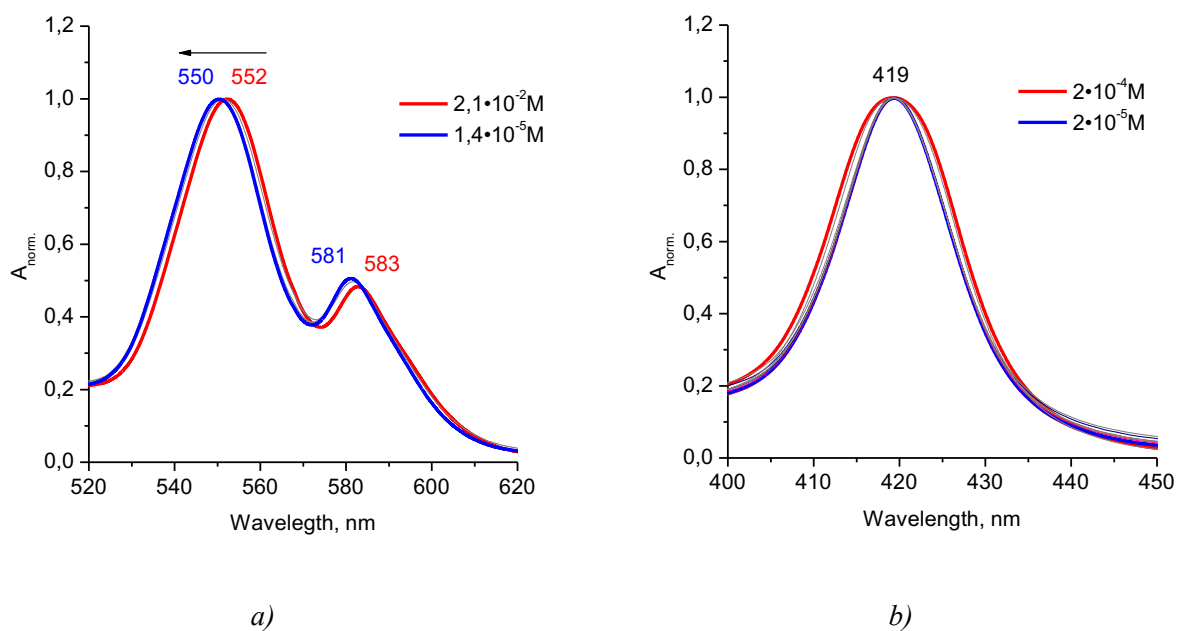 1,2
1,0
0,8
0,6
0,4
0,2
0,0
A norm.
550 552
581 583
2,1•10⁻²M
1,4•10⁻⁵M
520 540 560 580 600 620
Wavelegth, nm
a)
1,2
1,0
0,8
0,6
0,4
0,2
0,0
A norm.
419
2•10⁻⁴M
2•10⁻⁵M
400 410 420 430 440 450
Wavelength, nm
b)